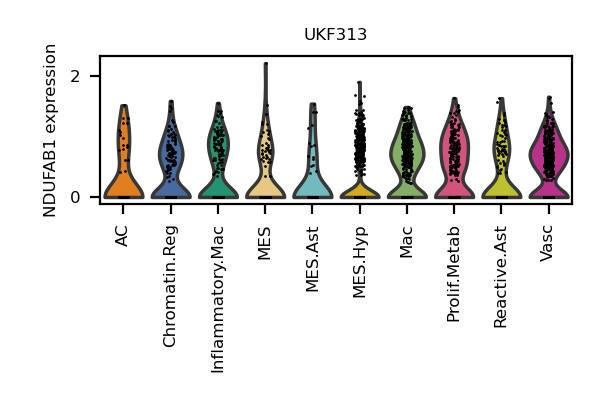 UKF313
NDUFAB1 expression
2
0
AC
Chromatin.Reg
Inflammatory.Mac
MES
MES.Ast
MES.Hyp
Mac
Prolif.Metab
Reactive.Ast
Vasc